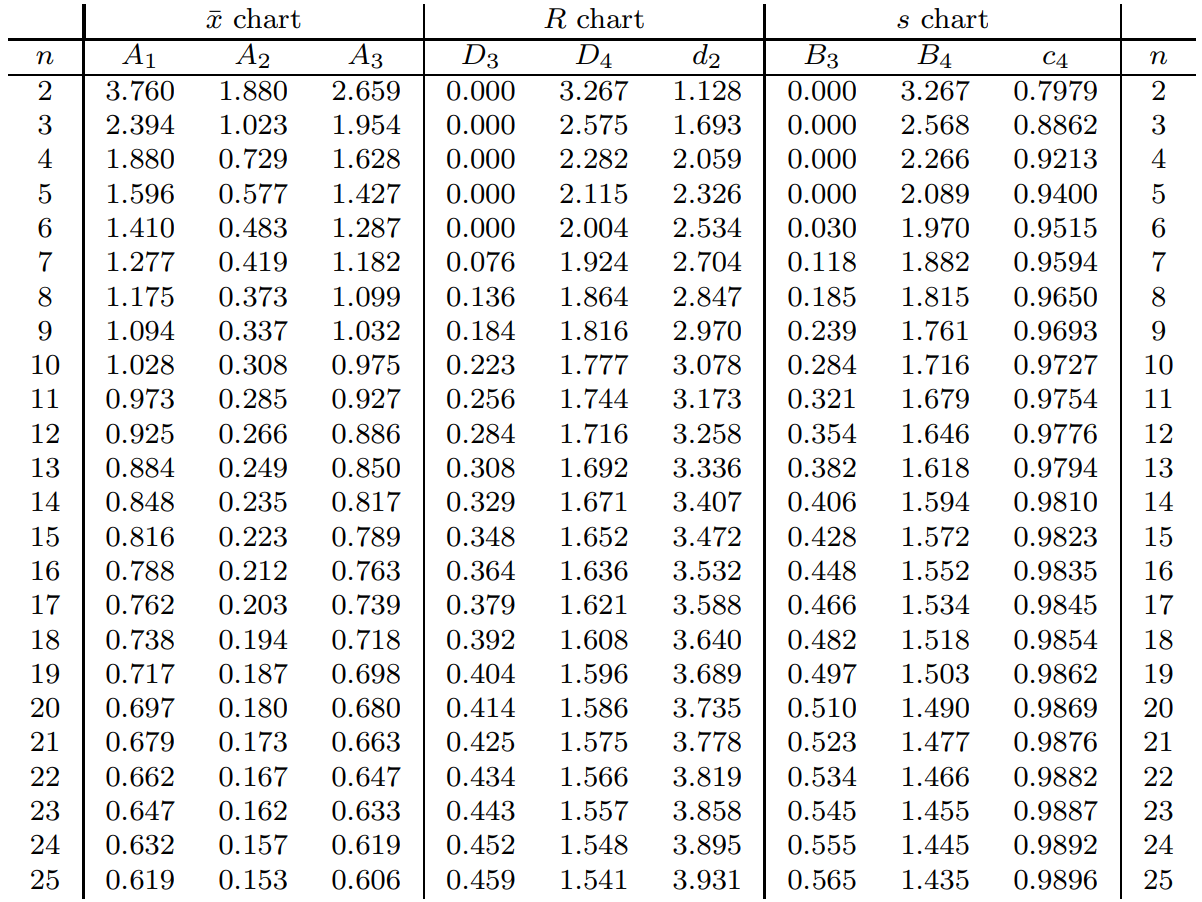 x̄ chart R chart s chart
n A₁ A₂ A₃ D₃ D₄ d₂ B₃ B₄ c₄ n
2 3.760 1.880 2.659 0.000 3.267 1.128 0.000 3.267 0.7979 2
3 2.394 1.023 1.954 0.000 2.575 1.693 0.000 2.568 0.8862 3
4 1.880 0.729 1.628 0.000 2.282 2.059 0.000 2.266 0.9213 4
5 1.596 0.577 1.427 0.000 2.115 2.326 0.000 2.089 0.9400 5
6 1.410 0.483 1.287 0.000 2.004 2.534 0.030 1.970 0.9515 6
7 1.277 0.419 1.182 0.076 1.924 2.704 0.118 1.882 0.9594 7
8 1.175 0.373 1.099 0.136 1.864 2.847 0.185 1.815 0.9650 8
9 1.094 0.337 1.032 0.184 1.816 2.970 0.239 1.761 0.9693 9
10 1.028 0.308 0.975 0.223 1.777 3.078 0.284 1.716 0.9727 10
11 0.973 0.285 0.927 0.256 1.744 3.173 0.321 1.679 0.9754 11
12 0.925 0.266 0.886 0.284 1.716 3.258 0.354 1.646 0.9776 12
13 0.884 0.249 0.850 0.308 1.692 3.336 0.382 1.618 0.9794 13
14 0.848 0.235 0.817 0.329 1.671 3.407 0.406 1.594 0.9810 14
15 0.816 0.223 0.789 0.348 1.652 3.472 0.428 1.572 0.9823 15
16 0.788 0.212 0.763 0.364 1.636 3.532 0.448 1.552 0.9835 16
17 0.762 0.203 0.739 0.379 1.621 3.588 0.466 1.534 0.9845 17
18 0.738 0.194 0.718 0.392 1.608 3.640 0.482 1.518 0.9854 18
19 0.717 0.187 0.698 0.404 1.596 3.689 0.497 1.503 0.9862 19
20 0.697 0.180 0.680 0.414 1.586 3.735 0.510 1.490 0.9869 20
21 0.679 0.173 0.663 0.425 1.575 3.778 0.523 1.477 0.9876 21
22 0.662 0.167 0.647 0.434 1.566 3.819 0.534 1.466 0.9882 22
23 0.647 0.162 0.633 0.443 1.557 3.858 0.545 1.455 0.9887 23
24 0.632 0.157 0.619 0.452 1.548 3.895 0.555 1.445 0.9892 24
25 0.619 0.153 0.606 0.459 1.541 3.931 0.565 1.435 0.9896 25